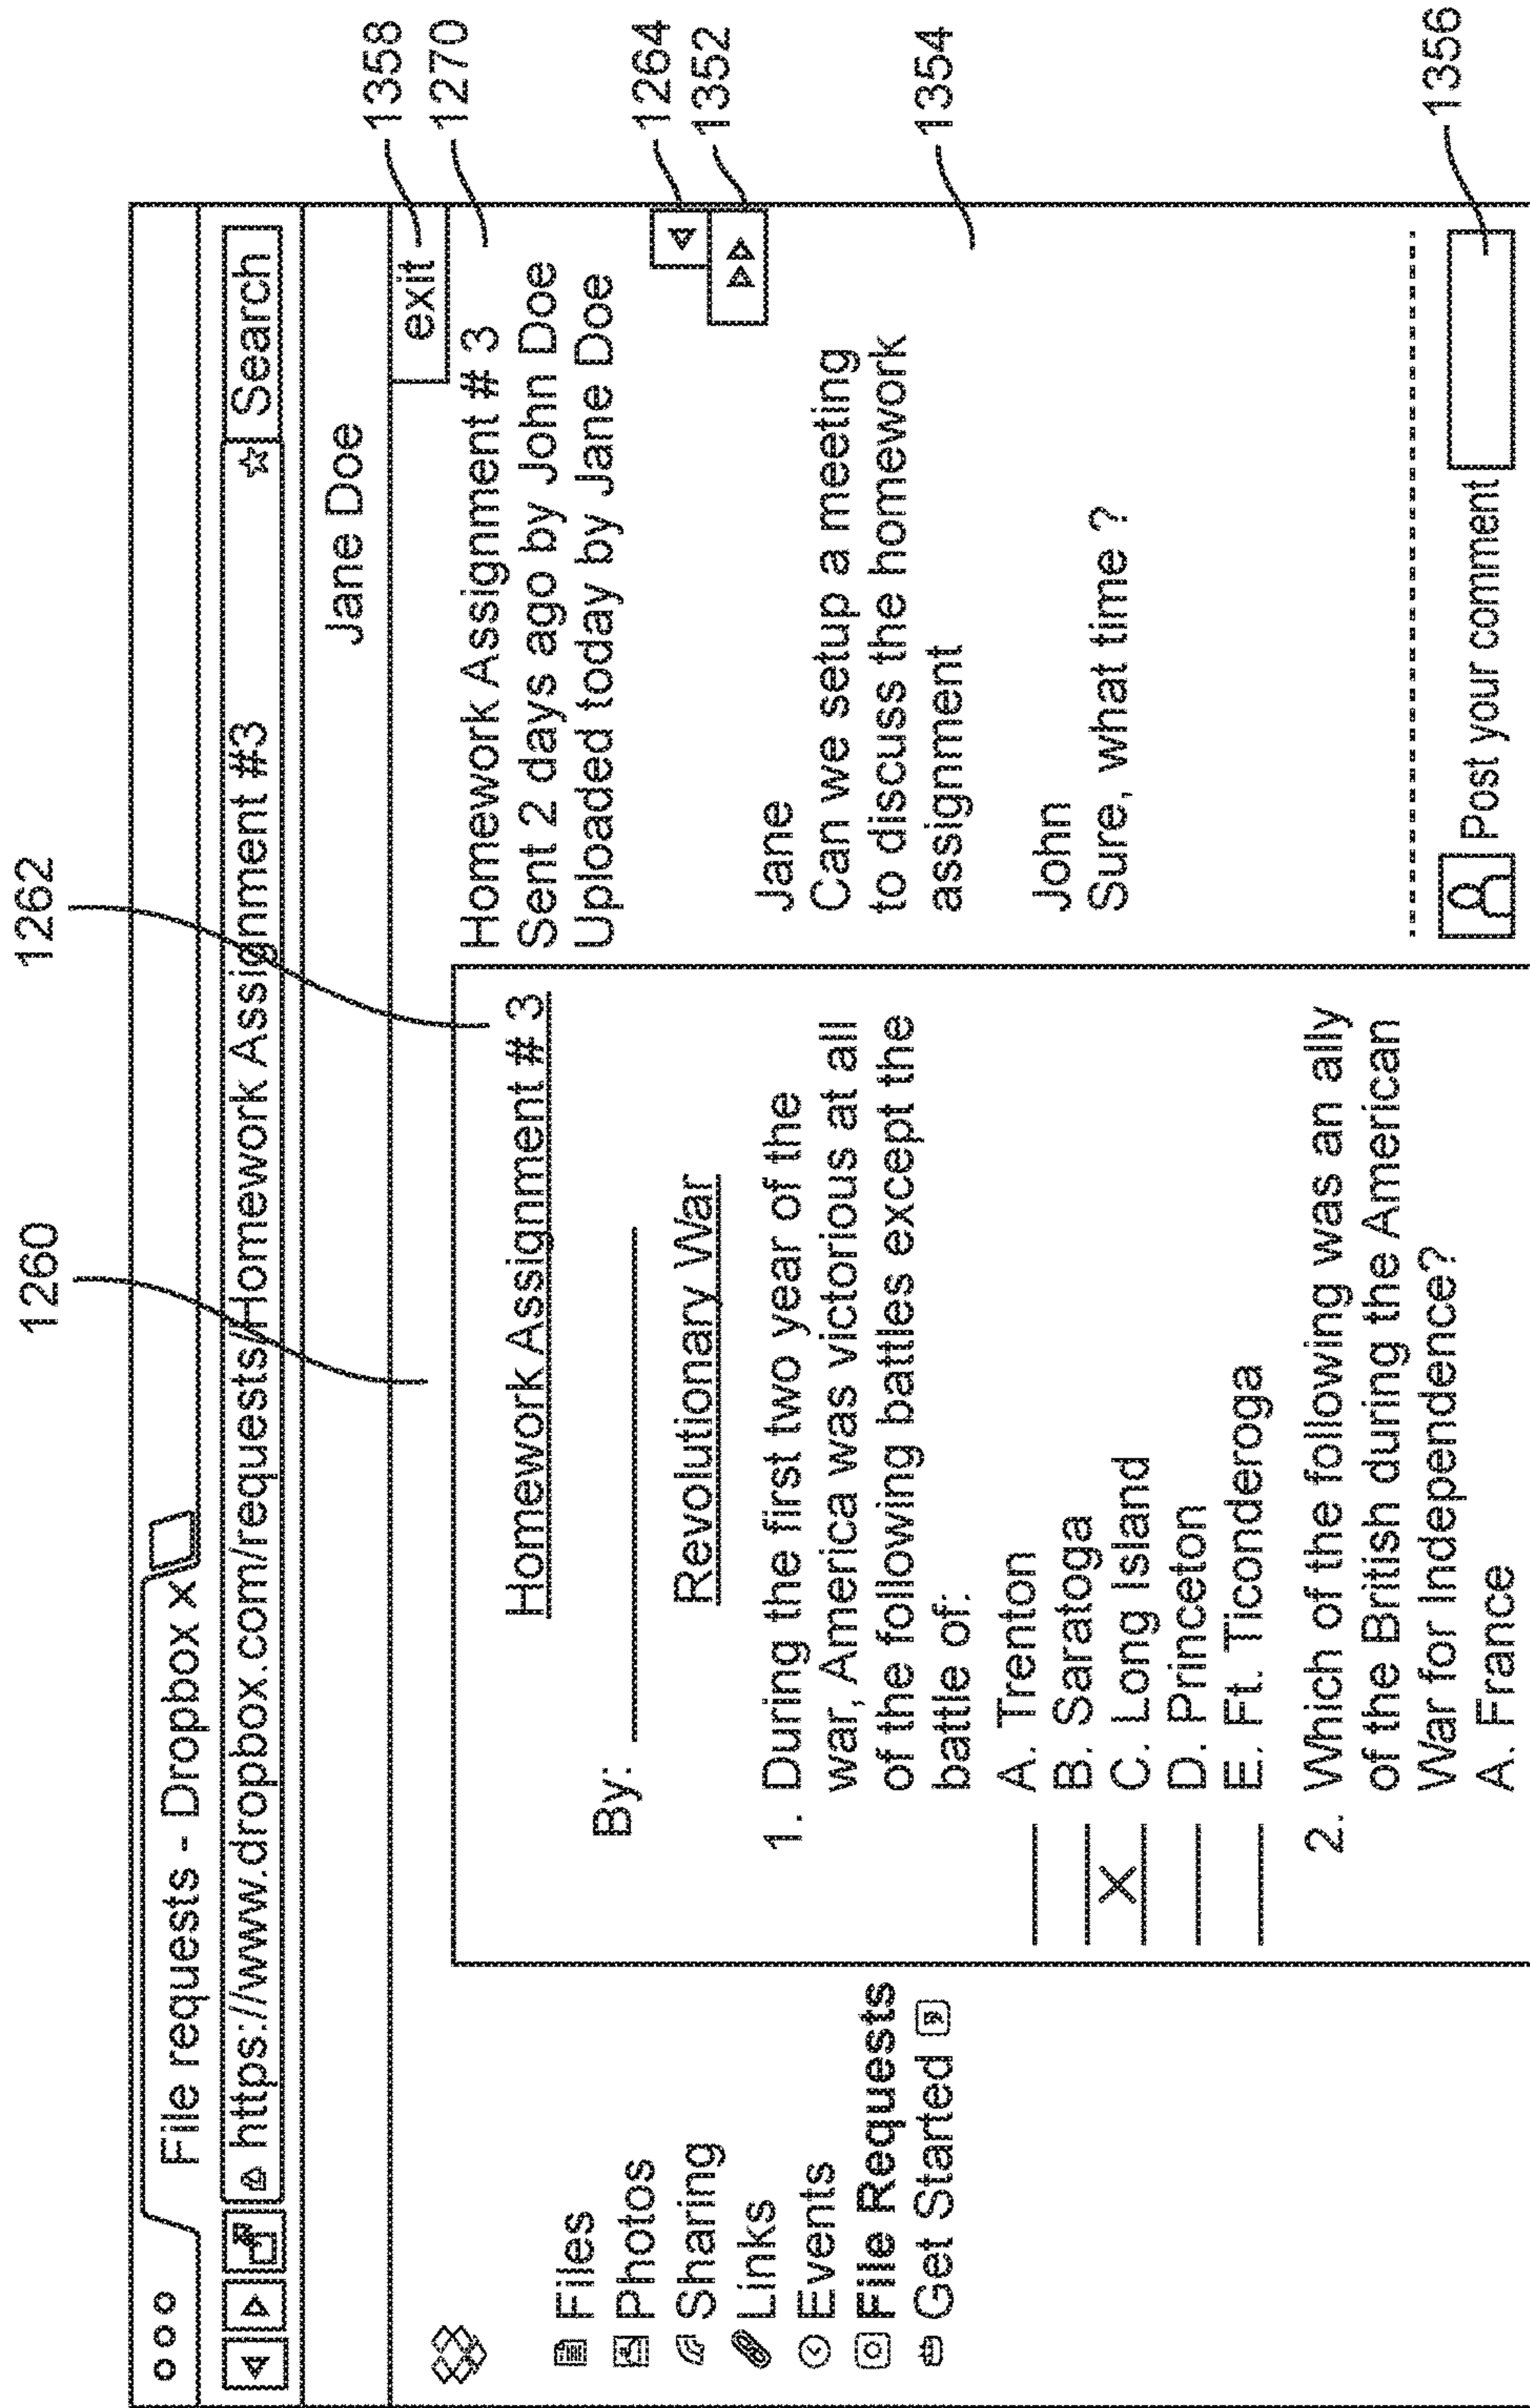 1260
1262
File requests - Dropbox x
https://www.dropbox.com/requests/Homework Assignment #3
Search
Jane Doe
exit
1358
1270
Files
Photos
Sharing
Links
Events
File Requests
Get Started
Homework Assignment # 3
By:
Revolutionary War
1. During the first two year of the
war, America was victorious at all
of the following battles except the
battle of:
A. Trenton
B. Saratoga
X C. Long Island
D. Princeton
E. Ft. Ticonderoga
2. Which of the following was an ally
of the British during the American
War for Independence?
A. France
Homework Assignment # 3
Sent 2 days ago by John Doe
Uploaded today by Jane Doe
1264
1352
Jane
Can we setup a meeting
to discuss the homework
assignment
1354
John
Sure, what time ?
Post your comment
1356